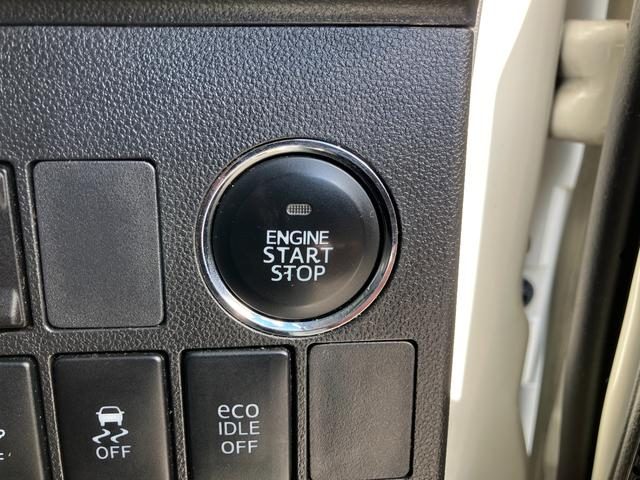 ENGINE
START
STOP
OFF
eco
IDLE
OFF